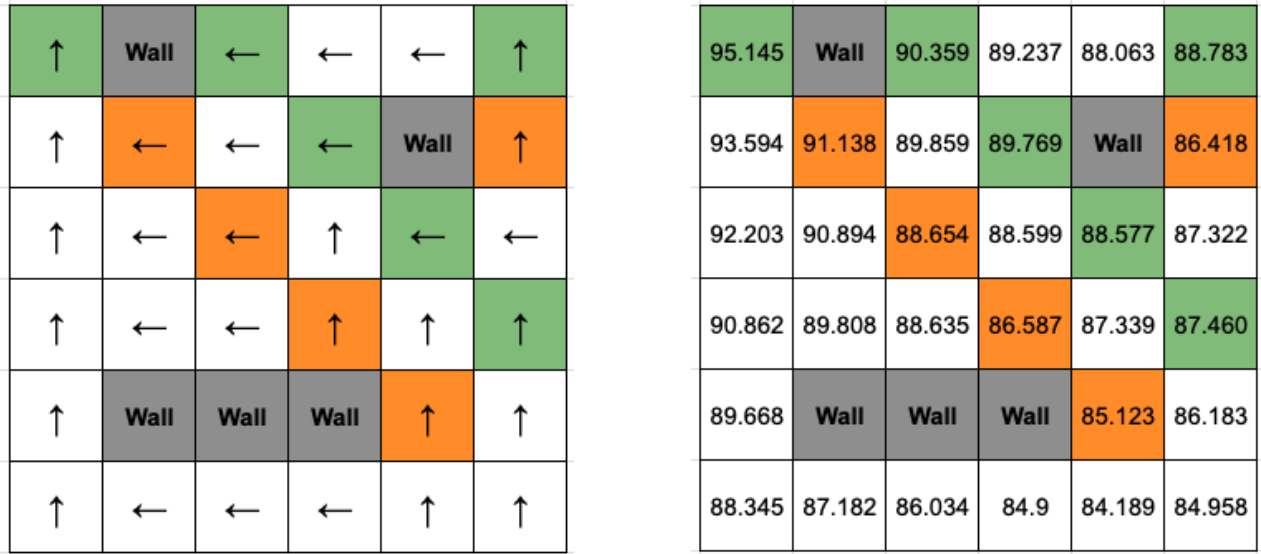 ↑ Wall ← ← ← ↑ 95.145 Wall 90.359 89.237 88.063 88.783
↑ ← ← ← Wall ↑ 93.594 91.138 89.859 89.769 Wall 86.418
↑ ← ← ↑ ← ← 92.203 90.894 88.654 88.599 88.577 87.322
↑ ← ← ↑ ↑ ↑ 90.862 89.808 88.635 86.587 87.339 87.460
↑ Wall Wall Wall ↑ ↑ 89.668 Wall Wall Wall 85.123 86.183
↑ ← ← ← ↑ ↑ 88.345 87.182 86.034 84.9 84.189 84.958